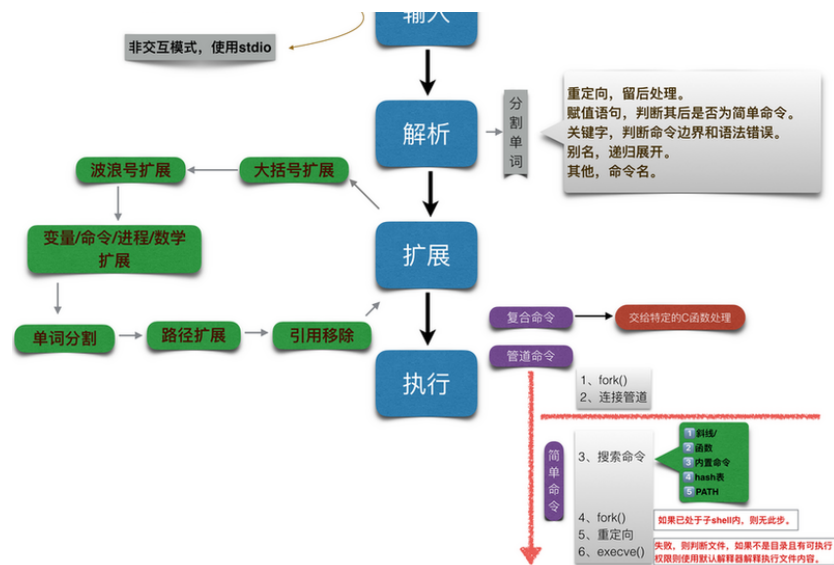 输入
非交互模式，使用stdio
解析
分割单词
重定向，留后处理。
赋值语句，判断其后是否为简单命令。
关键字，判断命令边界和语法错误。
别名，递归展开。
其他，命令名。
波浪号扩展
大括号扩展
变量/命令/进程/数学
扩展
扩展
单词分割
路径扩展
引用移除
执行
复合命令
交给特定的C函数处理
管道命令
1、fork()
2、连接管道
简单命令
3、搜索命令
1 斜线/
2 函数
3 内置命令
4 hash表
5 PATH
4、fork()
如果已处于子shell内，则无此步。
5、重定向
6、execve()
失败，则判断文件，如果不是目录且有可执行
权限则使用默认解释器解释执行文件内容。